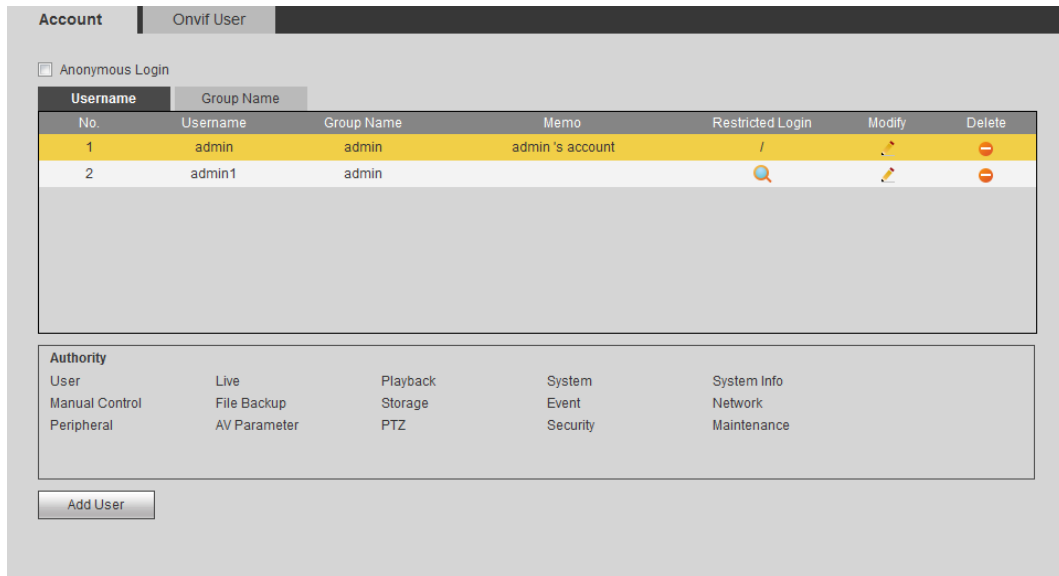 Account Onvif User
Anonymous Login
Username Group Name
No. Username Group Name Memo Restricted Login Modify Delete
1 admin admin admin 's account /
2 admin1 admin
Authority
User Live Playback System System Info
Manual Control File Backup Storage Event Network
Peripheral AV Parameter PTZ Security Maintenance
Add User